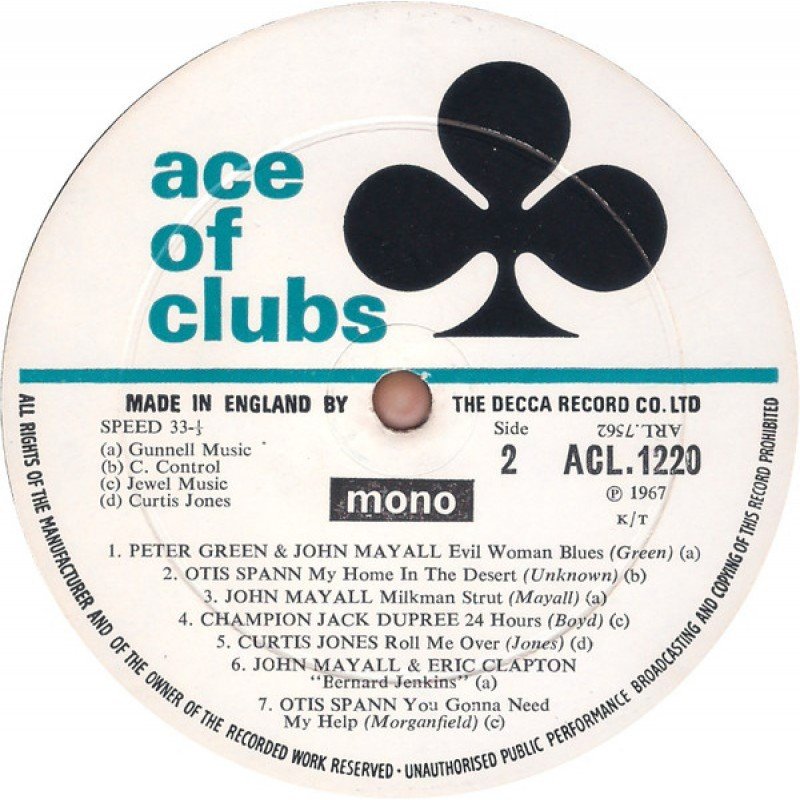 ace
of
clubs
MADE IN ENGLAND BY THE DECCA RECORD CO. LTD
SPEED 33-⅓
(a) Gunnell Music
(b) C. Control
(c) Jewel Music
(d) Curtis Jones
Side
2
ARL.7562
ACL.1220
℗ 1967
K/T
mono
1. PETER GREEN & JOHN MAYALL Evil Woman Blues (Green) (a)
2. OTIS SPANN My Home In The Desert (Unknown) (b)
3. JOHN MAYALL Milkman Strut (Mayall) (a)
4. CHAMPION JACK DUPREE 24 Hours (Boyd) (c)
5. CURTIS JONES Roll Me Over (Jones) (d)
6. JOHN MAYALL & ERIC CLAPTON
"Bernard Jenkins" (a)
7. OTIS SPANN You Gonna Need
My Help (Morganfield) (c)
ALL RIGHTS OF THE MANUFACTURER AND OF THE OWNER OF THE RECORDED WORK RESERVED · UNAUTHORISED PUBLIC PERFORMANCE BROADCASTING AND COPYING OF THIS RECORD PROHIBITED